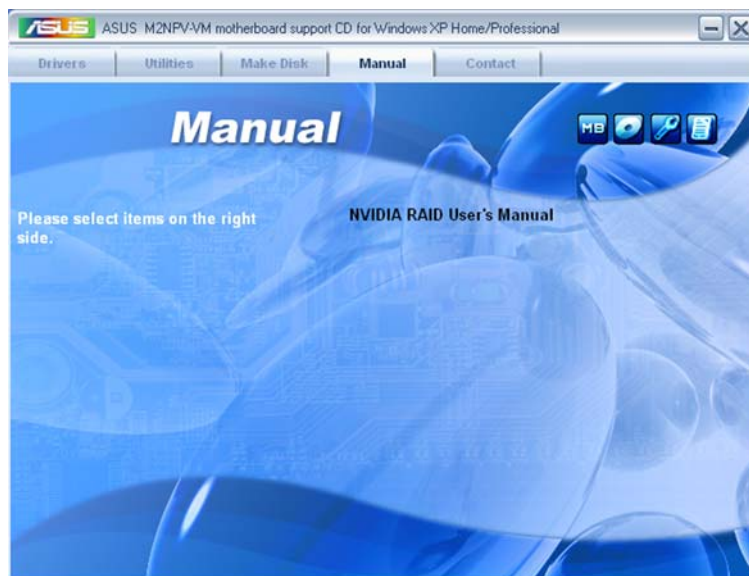 ASUS ASUS M2NPV-VM motherboard support CD for Windows XP Home/Professional
Drivers Utilities Make Disk Manual Contact
Manual
MB
Please select items on the right
side.
NVIDIA RAID User's Manual